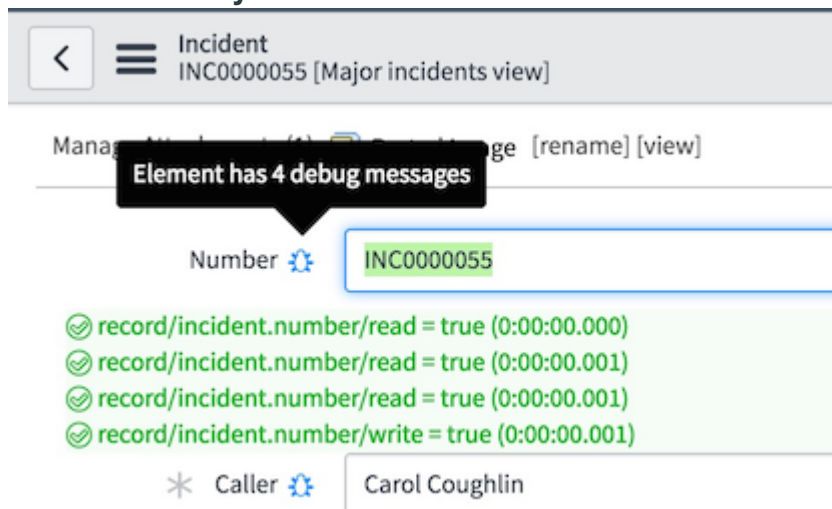 Incident
INC0000055 [Major incidents view]
[rename] [view]
Element has 4 debug messages
Number
INC0000055
record/incident.number/read = true (0:00:00.000)
record/incident.number/read = true (0:00:00.001)
record/incident.number/read = true (0:00:00.001)
record/incident.number/write = true (0:00:00.001)
Caller
Carol Coughlin